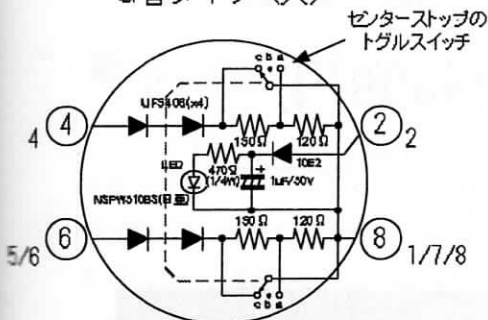 センターストップの
トグルスイッチ
c b a
UF5408(x4)
4
4
150Ω
120Ω
2
2
LED
470Ω
(1/4W)
10E2
+
1μF/50V
NSPW510BS(日亜)
150Ω
120Ω
6
5/6
8
1/7/8
c b a